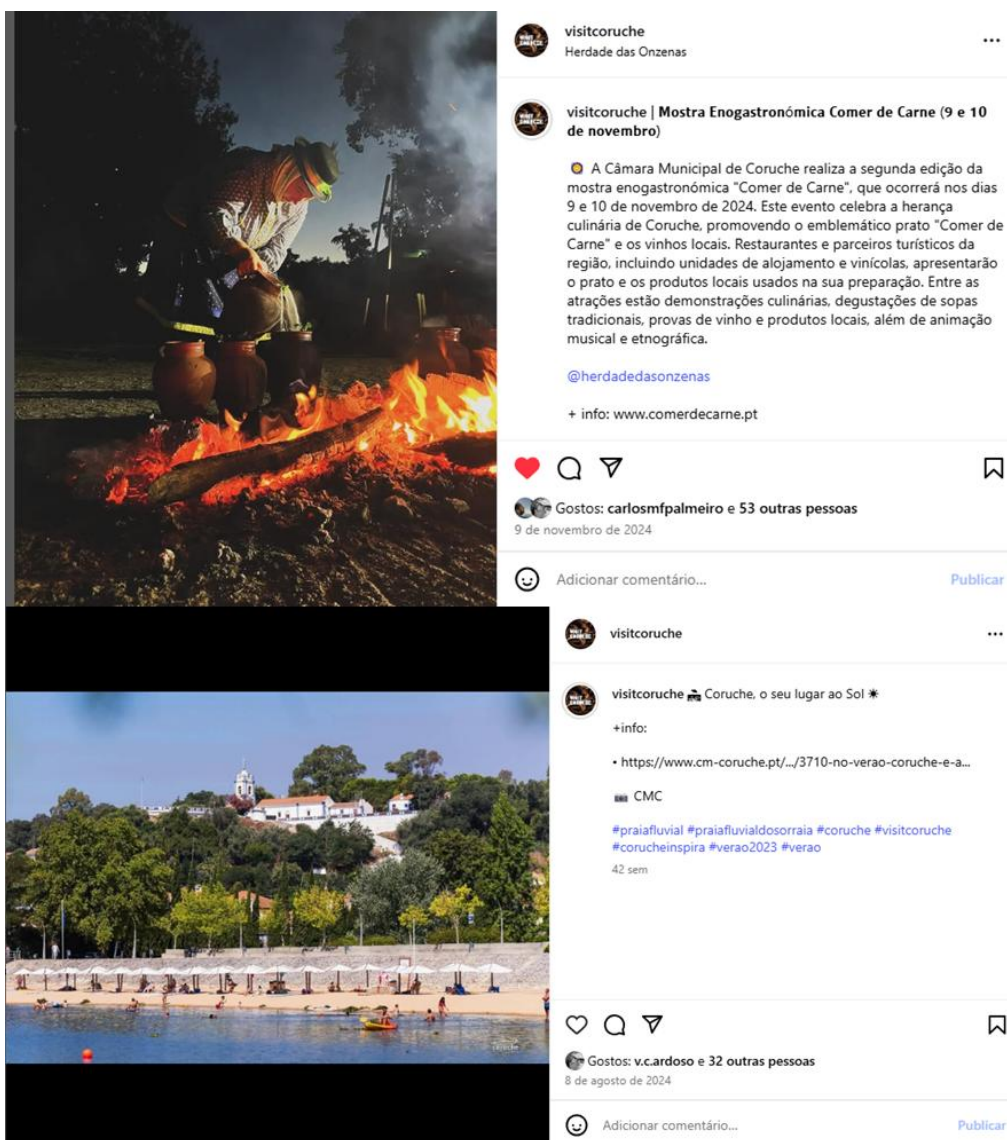 visitcoruche
Herdade das Onzenas
visitcoruche | Mostra Enogastronómica Comer de Carne (9 e 10
de novembro)
A Câmara Municipal de Coruche realiza a segunda edição da
mostra enogastronómica "Comer de Carne", que ocorrerá nos dias
9 e 10 de novembro de 2024. Este evento celebra a herança
culinária de Coruche, promovendo o emblemático prato "Comer de
Carne" e os vinhos locais. Restaurantes e parceiros turísticos da
região, incluindo unidades de alojamento e vinícolas, apresentarão
o prato e os produtos locais usados na sua preparação. Entre as
atrações estão demonstrações culinárias, degustações de sopas
tradicionais, provas de vinho e produtos locais, além de animação
musical e etnográfica.
@herdadedasonzenas
+ info: www.comerdecarne.pt
Gostos: carlosmfpalmeiro e 53 outras pessoas
9 de novembro de 2024
Adicionar comentário...
Publicar
visitcoruche
visitcoruche Coruche, o seu lugar ao Sol
+info:
• https://www.cm-coruche.pt/.../3710-no-verao-coruche-e-a...
CMC
#praiafluvial #praiafluvialdosorraia #coruche #visitcoruche
#corucheinspira #verao2023 #verao
42 sem
Gostos: v.c.ardoso e 32 outras pessoas
8 de agosto de 2024
Adicionar comentário...
Publicar